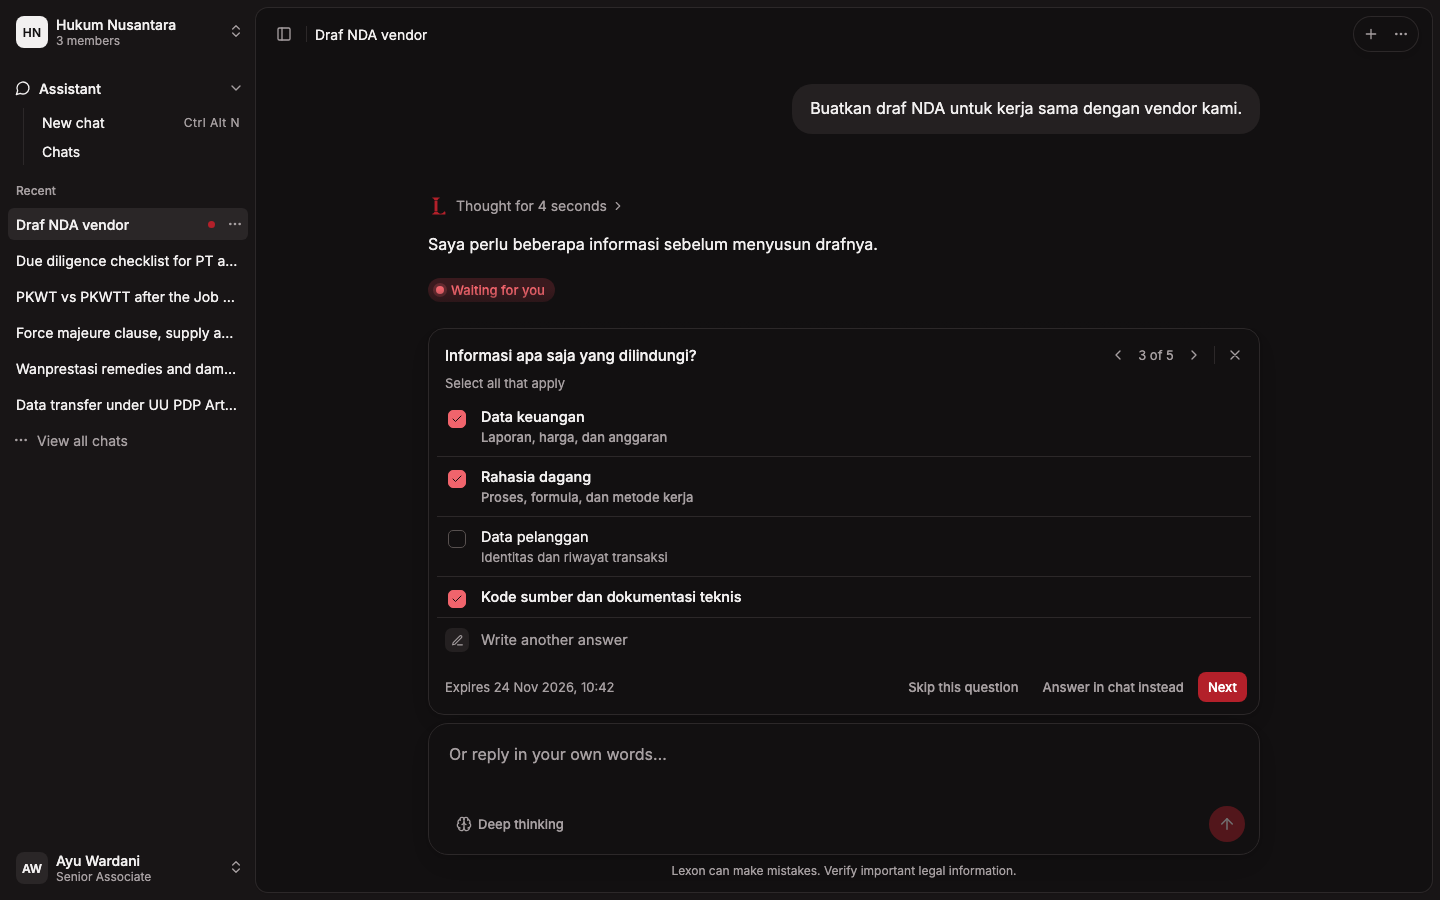 HN
Hukum Nusantara
3 members
Assistant
New chat
Ctrl Alt N
Chats
Recent
Draf NDA vendor
Due diligence checklist for PT a...
PKWT vs PKWTT after the Job ...
Force majeure clause, supply a...
Wanprestasi remedies and dam...
Data transfer under UU PDP Art...
View all chats
AW
Ayu Wardani
Senior Associate
Draf NDA vendor
Buatkan draf NDA untuk kerja sama dengan vendor kami.
L Thought for 4 seconds
Saya perlu beberapa informasi sebelum menyusun drafnya.
Waiting for you
Informasi apa saja yang dilindungi?
3 of 5
Select all that apply
Data keuangan
Laporan, harga, dan anggaran
Rahasia dagang
Proses, formula, dan metode kerja
Data pelanggan
Identitas dan riwayat transaksi
Kode sumber dan dokumentasi teknis
Write another answer
Expires 24 Nov 2026, 10:42
Skip this question
Answer in chat instead
Next
Or reply in your own words...
Deep thinking
Lexon can make mistakes. Verify important legal information.